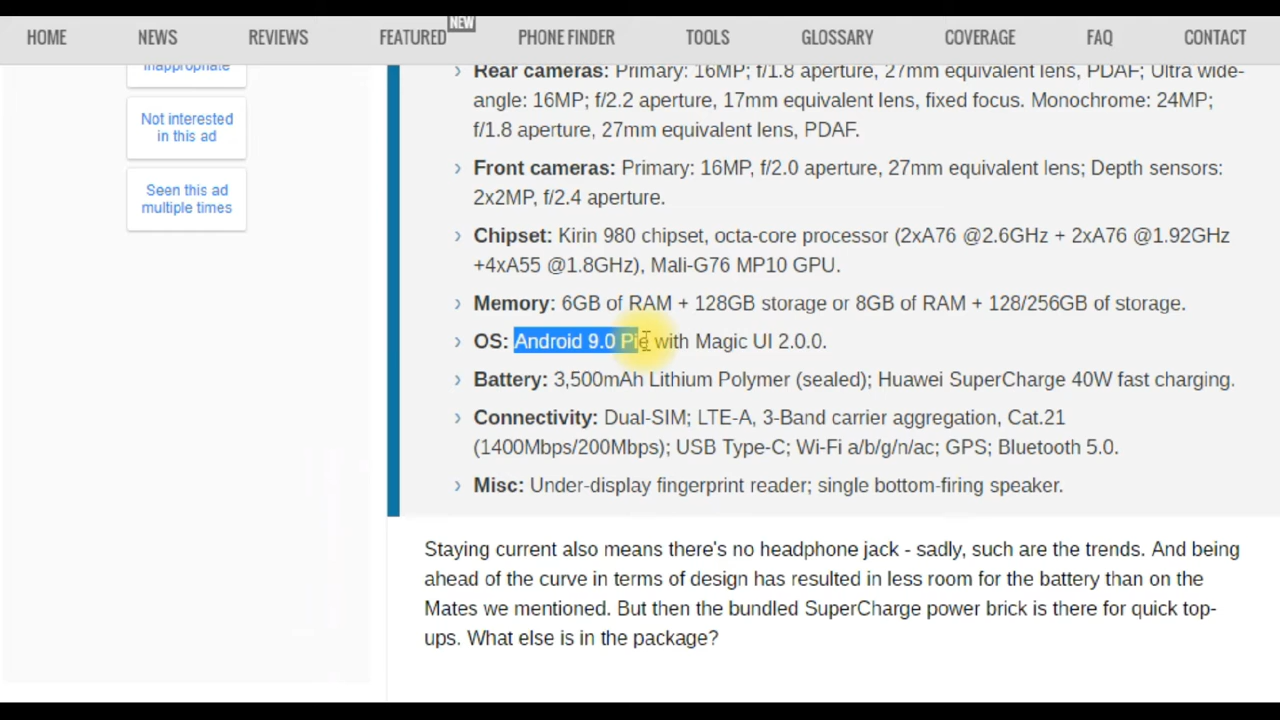 NEW
HOME NEWS REVIEWS FEATURED PHONE FINDER TOOLS GLOSSARY COVERAGE FAQ CONTACT
inappropriate
Not interested
in this ad
Seen this ad
multiple times
› Rear cameras: Primary: 16MP; f/1.8 aperture, 27mm equivalent lens, PDAF; Ultra wide-
angle: 16MP; f/2.2 aperture, 17mm equivalent lens, fixed focus. Monochrome: 24MP;
f/1.8 aperture, 27mm equivalent lens, PDAF.
› Front cameras: Primary: 16MP, f/2.0 aperture, 27mm equivalent lens; Depth sensors:
2x2MP, f/2.4 aperture.
› Chipset: Kirin 980 chipset, octa-core processor (2xA76 @2.6GHz + 2xA76 @1.92GHz
+4xA55 @1.8GHz), Mali-G76 MP10 GPU.
› Memory: 6GB of RAM + 128GB storage or 8GB of RAM + 128/256GB of storage.
› OS: Android 9.0 Pie with Magic UI 2.0.0.
› Battery: 3,500mAh Lithium Polymer (sealed); Huawei SuperCharge 40W fast charging.
› Connectivity: Dual-SIM; LTE-A, 3-Band carrier aggregation, Cat.21
(1400Mbps/200Mbps); USB Type-C; Wi-Fi a/b/g/n/ac; GPS; Bluetooth 5.0.
› Misc: Under-display fingerprint reader; single bottom-firing speaker.
Staying current also means there's no headphone jack - sadly, such are the trends. And being
ahead of the curve in terms of design has resulted in less room for the battery than on the
Mates we mentioned. But then the bundled SuperCharge power brick is there for quick top-
ups. What else is in the package?